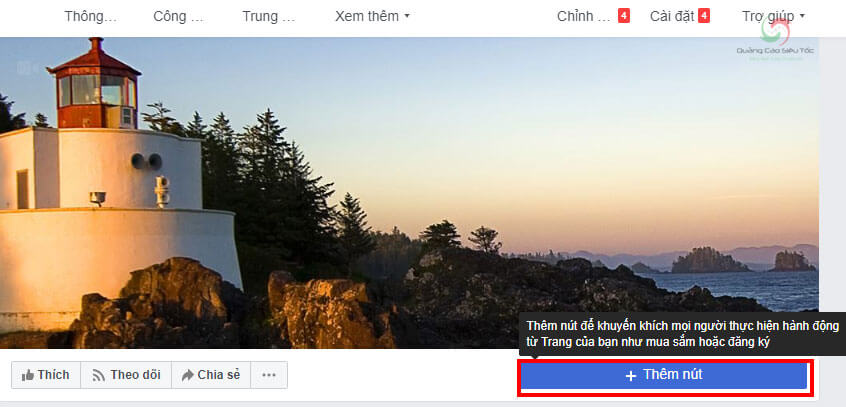 Thông…
Công …
Trung …
Xem thêm
Chỉnh …
4
Cài đặt
4
Trợ giúp
Quảng Cáo Siêu Tốc
Thêm nút để khuyến khích mọi người thực hiện hành động
từ Trang của bạn như mua sắm hoặc đăng ký
Thích
Theo dõi
Chia sẻ
...
+ Thêm nút